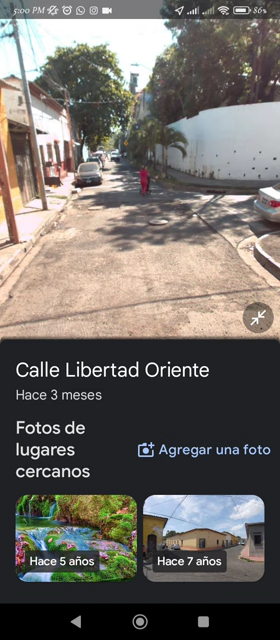 5:00 PM
86%
Calle Libertad Oriente
Hace 3 meses
Fotos de
lugares
cercanos
Agregar una foto
Hace 5 años
Hace 7 años